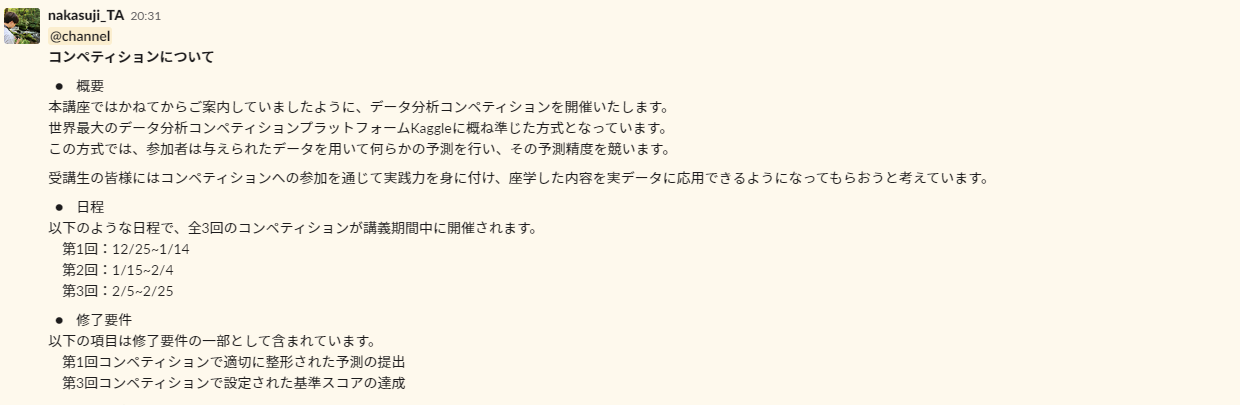 nakasuji_TA 20:31
@channel
コンペティションについて
• 概要
本講座ではかねてからご案内していましたように、データ分析コンペティションを開催いたします。
世界最大のデータ分析コンペティションプラットフォームKaggleに概ね準じた方式となっています。
この方式では、参加者は与えられたデータを用いて何らかの予測を行い、その予測精度を競います。
受講生の皆様にはコンペティションへの参加を通じて実践力を身に付け、座学した内容を実データに応用できるようになってもらおうと考えています。
• 日程
以下のような日程で、全3回のコンペティションが講義期間中に開催されます。
第1回：12/25~1/14
第2回：1/15~2/4
第3回：2/5~2/25
• 修了要件
以下の項目は修了要件の一部として含まれています。
第1回コンペティションで適切に整形された予測の提出
第3回コンペティションで設定された基準スコアの達成